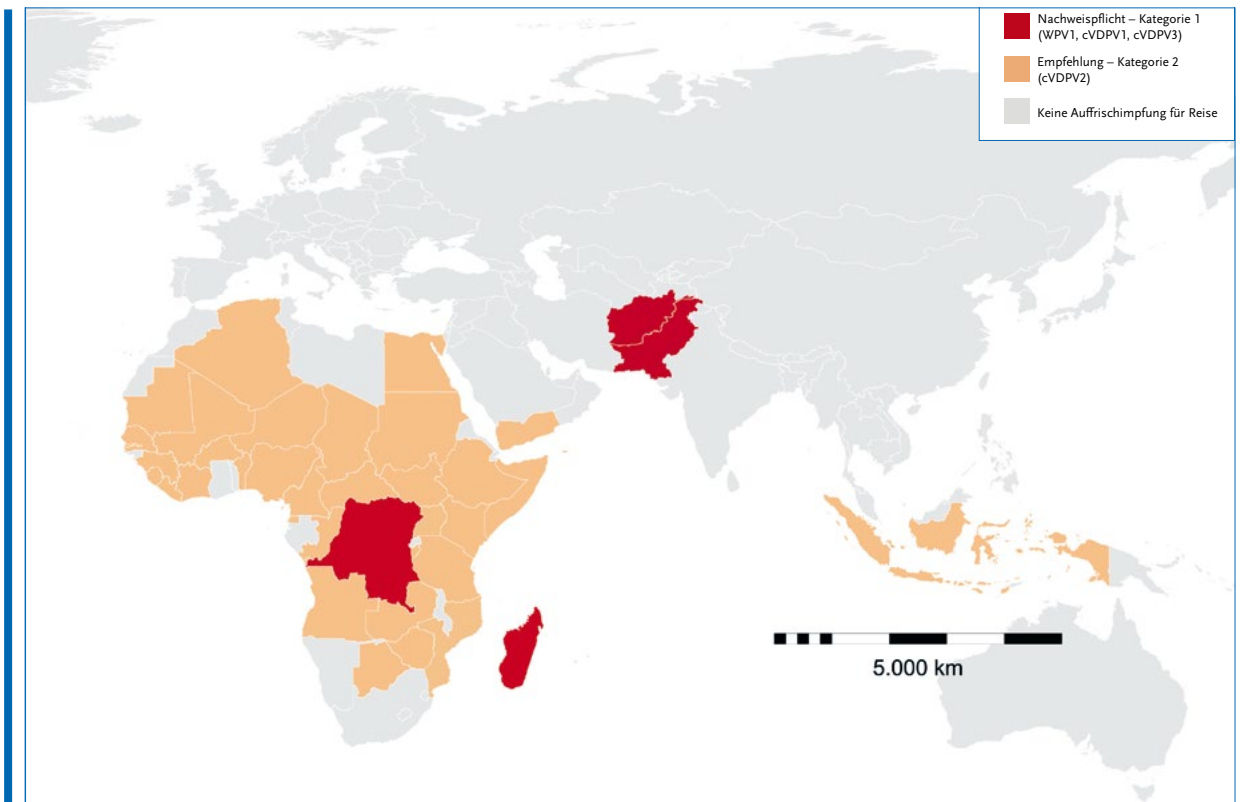 Nachweispflicht – Kategorie 1
(WPV1, cVDPV1, cVDPV3)
Empfehlung – Kategorie 2
(cVDPV2)
Keine Auffrischimpfung für Reise
5.000 km